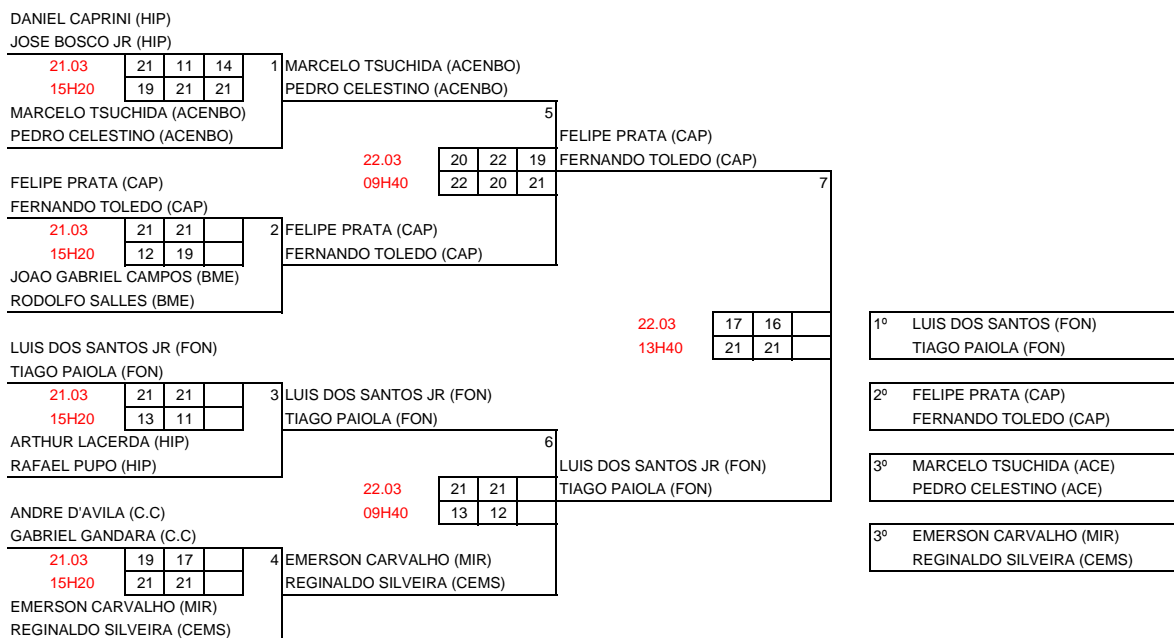 DANIEL CAPRINI (HIP)
JOSE BOSCO JR (HIP)
21.03 21 11 14 1 MARCELO TSUCHIDA (ACENBO)
15H20 19 21 21 PEDRO CELESTINO (ACENBO)
MARCELO TSUCHIDA (ACENBO) 5
PEDRO CELESTINO (ACENBO) FELIPE PRATA (CAP)
22.03 20 22 19 FERNANDO TOLEDO (CAP)
FELIPE PRATA (CAP) 09H40 22 20 21 7
FERNANDO TOLEDO (CAP)
21.03 21 21 2 FELIPE PRATA (CAP)
15H20 12 19 FERNANDO TOLEDO (CAP)
JOAO GABRIEL CAMPOS (BME)
RODOLFO SALLES (BME)
22.03 17 16 1º LUIS DOS SANTOS (FON)
LUIS DOS SANTOS JR (FON) 13H40 21 21 TIAGO PAIOLA (FON)
TIAGO PAIOLA (FON)
21.03 21 21 3 LUIS DOS SANTOS JR (FON) 2º FELIPE PRATA (CAP)
15H20 13 11 TIAGO PAIOLA (FON) FERNANDO TOLEDO (CAP)
ARTHUR LACERDA (HIP) 6
RAFAEL PUPO (HIP) LUIS DOS SANTOS JR (FON) 3º MARCELO TSUCHIDA (ACE)
22.03 21 21 TIAGO PAIOLA (FON) PEDRO CELESTINO (ACE)
ANDRE D'AVILA (C.C) 09H40 13 12
GABRIEL GANDARA (C.C) 3º EMERSON CARVALHO (MIR)
21.03 19 17 4 EMERSON CARVALHO (MIR) REGINALDO SILVEIRA (CEMS)
15H20 21 21 REGINALDO SILVEIRA (CEMS)
EMERSON CARVALHO (MIR)
REGINALDO SILVEIRA (CEMS)